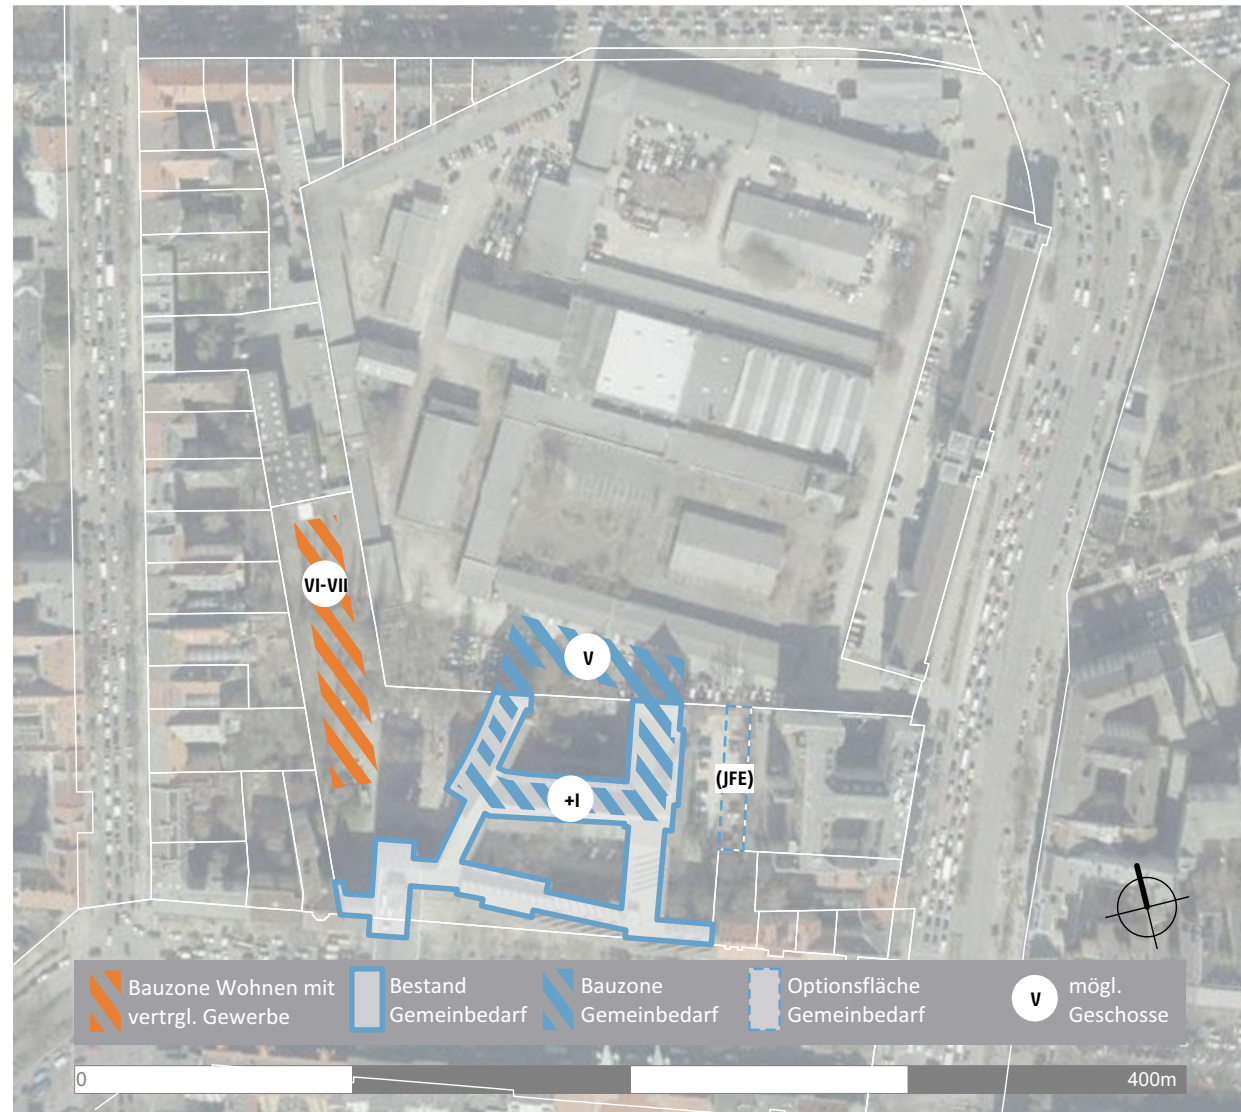 VI-VII
V
(JFE)
+I
Bauzone Wohnen mit
vertrgl. Gewerbe
Bestand
Gemeinbedarf
Bauzone
Gemeinbedarf
Optionsfläche
Gemeinbedarf
V
mögl.
Geschosse
0
400m